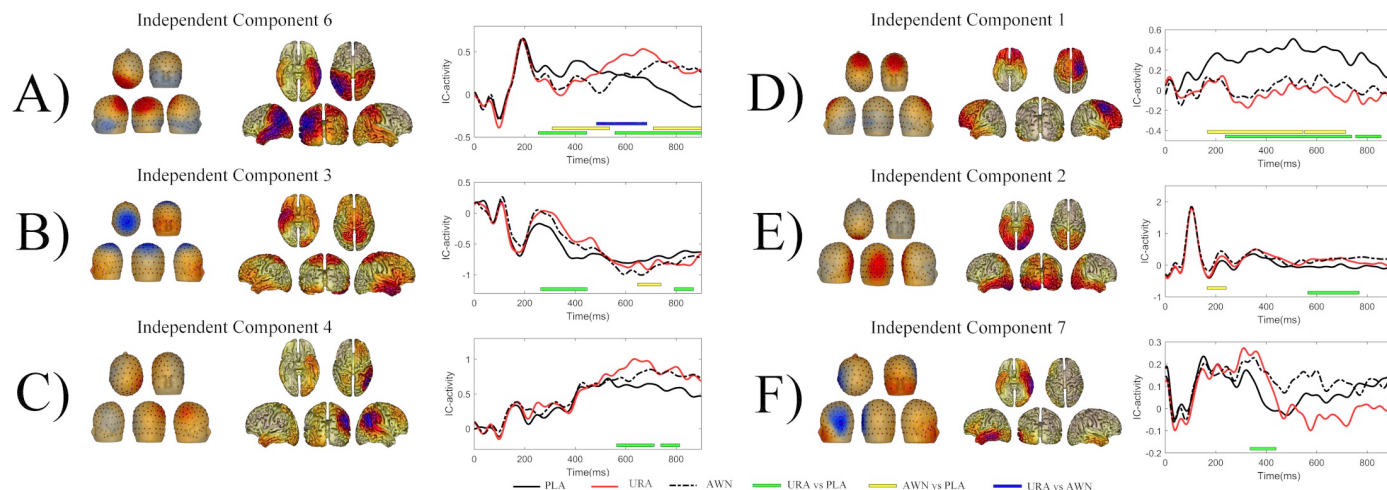 Independent Component 6
A)
IC-activity
0.5
0
-0.5
0 200 400 600 800
Time(ms)
Independent Component 3
B)
IC-activity
0.5
0
-0.5
-1
0 200 400 600 800
Time(ms)
Independent Component 4
C)
IC-activity
1
0.5
0
0 200 400 600 800
Time(ms)
Independent Component 1
D)
IC-activity
0.6
0.4
0.2
0
-0.2
-0.4
0 200 400 600 800
Time(ms)
Independent Component 2
E)
IC-activity
2
1
0
-1
0 200 400 600 800
Time(ms)
Independent Component 7
F)
IC-activity
0.3
0.2
0.1
0
-0.1
-0.2
0 200 400 600 800
Time(ms)
PLA URA AWN URA vs PLA AWN vs PLA URA vs AWN